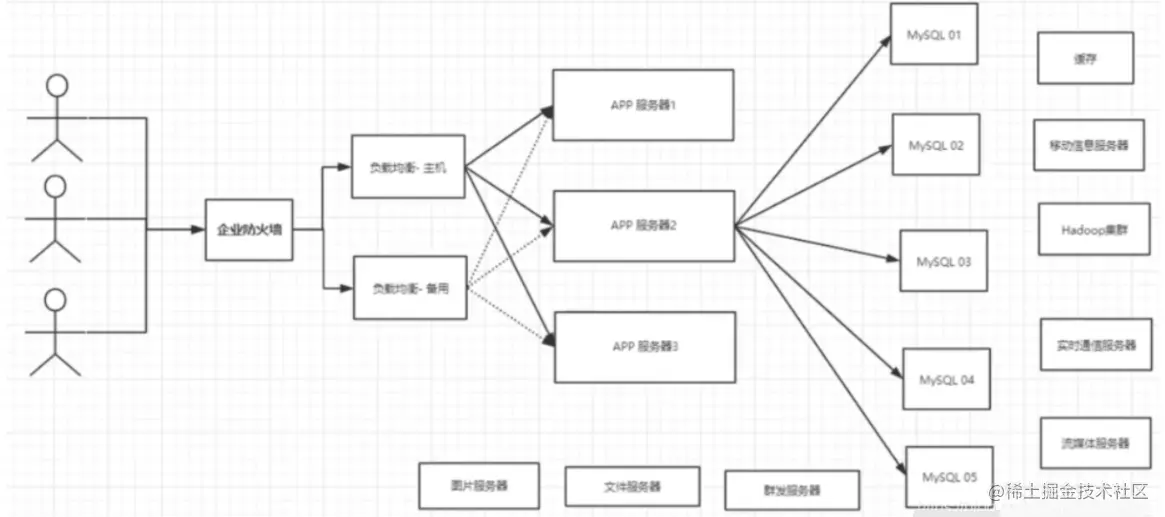 企业防火墙
负载均衡- 主机
负载均衡- 备用
APP 服务器1
APP 服务器2
APP 服务器3
MySQL 01
MySQL 02
MySQL 03
MySQL 04
MySQL 05
缓存
移动信息服务器
Hadoop集群
实时通信服务器
流媒体服务器
图片服务器
文件服务器
群发服务器
@稀土掘金技术社区